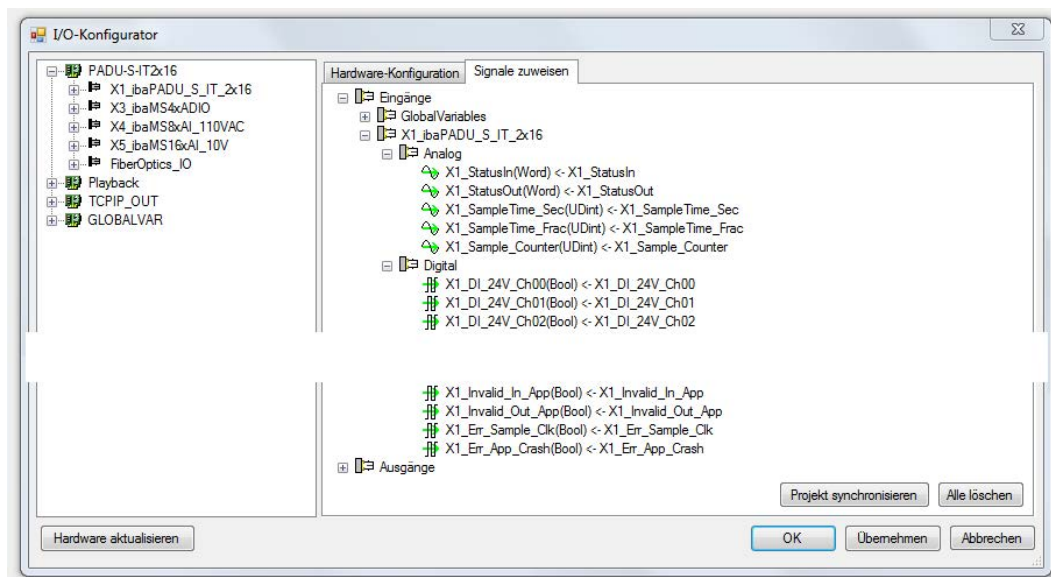 I/O-Konfigurator
PADU-S-IT2x16
X1_ibaPADU_S_IT_2x16
X3_ibaMS4xADIO
X4_ibaMS8xAI_110VAC
X5_ibaMS16xAI_10V
FiberOptics_IO
Playback
TCPIP_OUT
GLOBALVAR
Hardware-Konfiguration Signale zuweisen
Eingänge
GlobalVariables
X1_ibaPADU_S_IT_2x16
Analog
X1_StatusIn(Word) <- X1_StatusIn
X1_StatusOut(Word) <- X1_StatusOut
X1_SampleTime_Sec(UDint) <- X1_SampleTime_Sec
X1_SampleTime_Frac(UDint) <- X1_SampleTime_Frac
X1_Sample_Counter(UDint) <- X1_Sample_Counter
Digital
X1_DI_24V_Ch00(Bool) <- X1_DI_24V_Ch00
X1_DI_24V_Ch01(Bool) <- X1_DI_24V_Ch01
X1_DI_24V_Ch02(Bool) <- X1_DI_24V_Ch02
X1_Invalid_In_App(Bool) <- X1_Invalid_In_App
X1_Invalid_Out_App(Bool) <- X1_Invalid_Out_App
X1_Err_Sample_Clk(Bool) <- X1_Err_Sample_Clk
X1_Err_App_Crash(Bool) <- X1_Err_App_Crash
Ausgänge
Projekt synchronisieren Alle löschen
Hardware aktualisieren OK Übernehmen Abbrechen